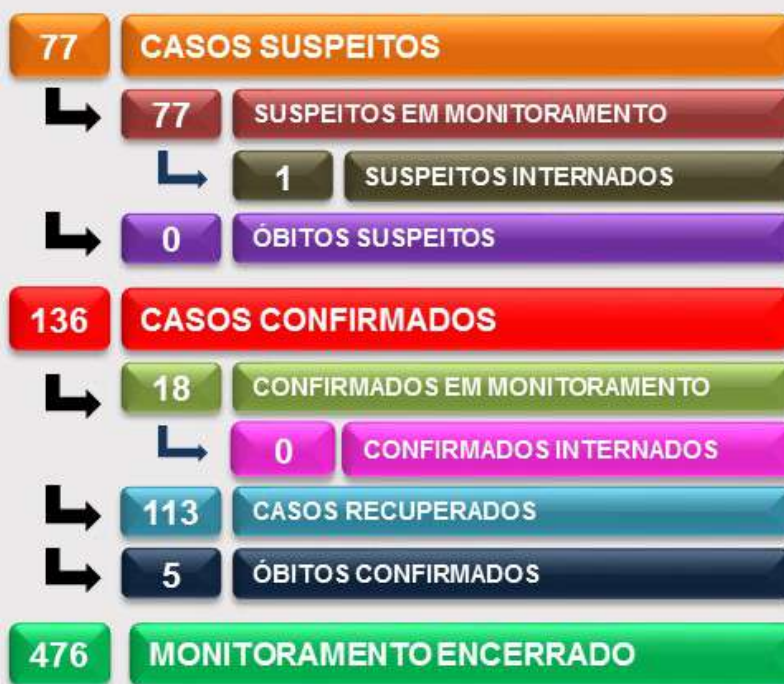 77 CASOS SUSPEITOS
77 SUSPEITOS EM MONITORAMENTO
1 SUSPEITOS INTERNADOS
0 ÓBITOS SUSPEITOS
136 CASOS CONFIRMADOS
18 CONFIRMADOS EM MONITORAMENTO
0 CONFIRMADOS INTERNADOS
113 CASOS RECUPERADOS
5 ÓBITOS CONFIRMADOS
476 MONITORAMENTO ENCERRADO